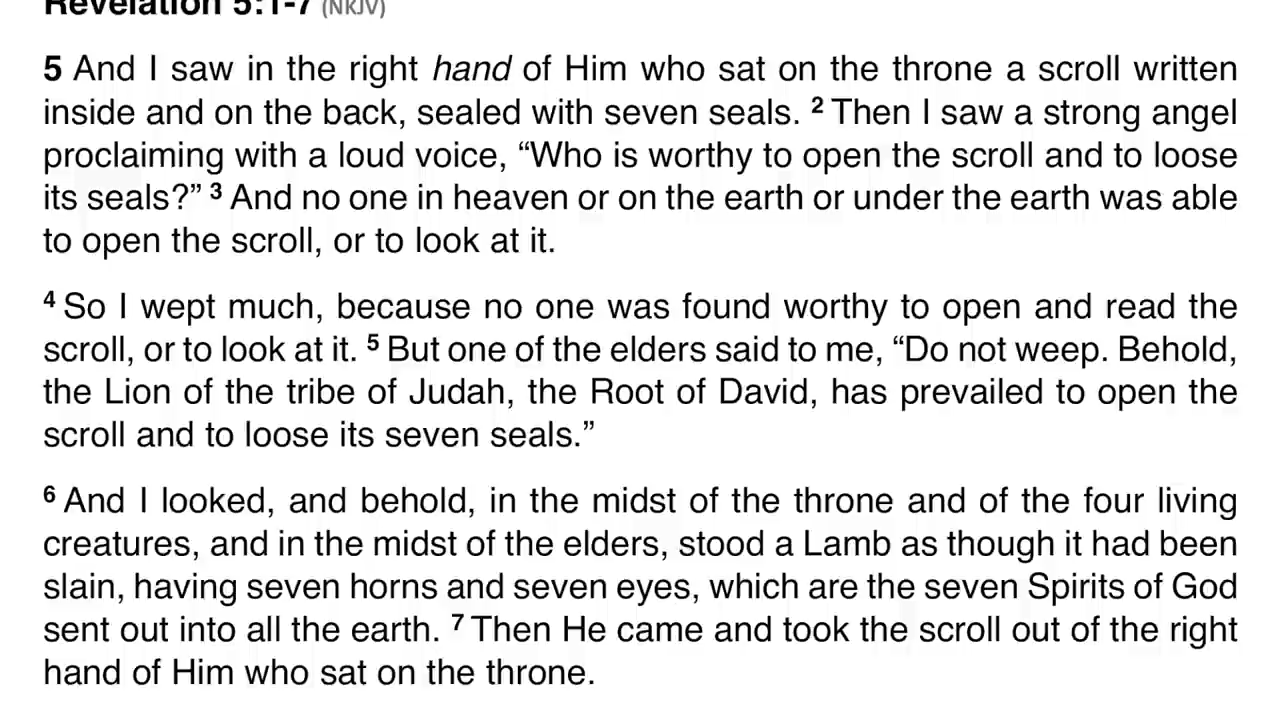 Revelation 5:1-7 (NKJV)
5 And I saw in the right hand of Him who sat on the throne a scroll written
inside and on the back, sealed with seven seals. 2 Then I saw a strong angel
proclaiming with a loud voice, “Who is worthy to open the scroll and to loose
its seals?” 3 And no one in heaven or on the earth or under the earth was able
to open the scroll, or to look at it.
4 So I wept much, because no one was found worthy to open and read the
scroll, or to look at it. 5 But one of the elders said to me, “Do not weep. Behold,
the Lion of the tribe of Judah, the Root of David, has prevailed to open the
scroll and to loose its seven seals.”
6 And I looked, and behold, in the midst of the throne and of the four living
creatures, and in the midst of the elders, stood a Lamb as though it had been
slain, having seven horns and seven eyes, which are the seven Spirits of God
sent out into all the earth. 7 Then He came and took the scroll out of the right
hand of Him who sat on the throne.